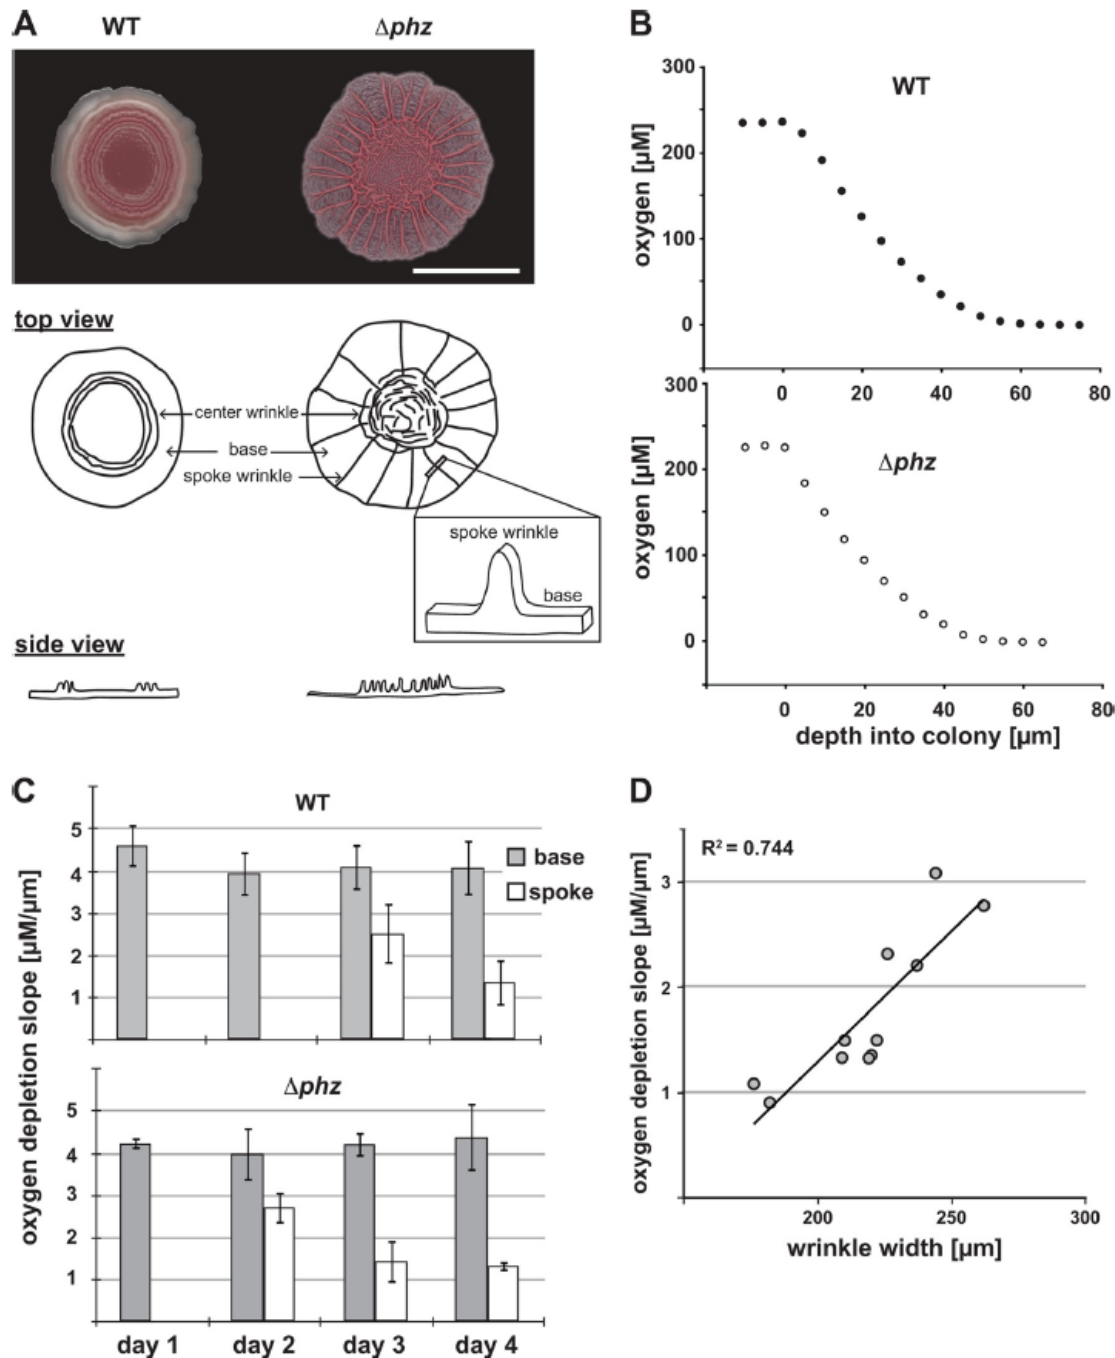 A
WT
Δphz
top view
center wrinkle
base
spoke wrinkle
spoke wrinkle
base
side view
B
300
WT
200
100
0
oxygen [µM]
0
20
40
60
80
300
Δphz
200
100
0
oxygen [µM]
0
20
40
60
80
depth into colony [µm]
C
WT
5
4
3
2
1
base
spoke
oxygen depletion slope [µM/µm]
Δphz
5
4
3
2
1
day 1
day 2
day 3
day 4
D
R² = 0.744
3
2
1
oxygen depletion slope [µM/µm]
200
250
300
wrinkle width [µm]